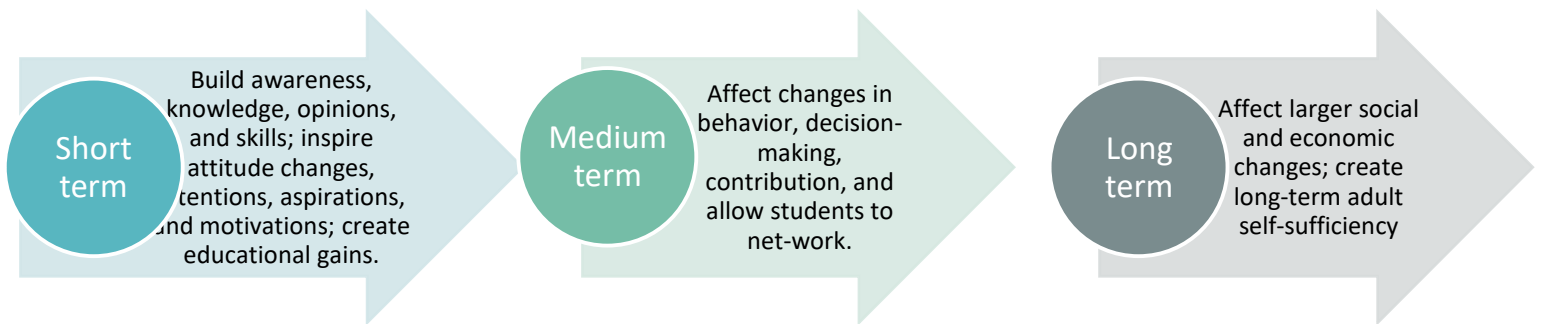 Short
term
Build awareness,
knowledge, opinions,
and skills; inspire
attitude changes,
tentions, aspirations,
and motivations; create
educational gains.
Medium
term
Affect changes in
behavior, decision-
making,
contribution, and
allow students to
net-work.
Long
term
Affect larger social
and economic
changes; create
long-term adult
self-sufficiency